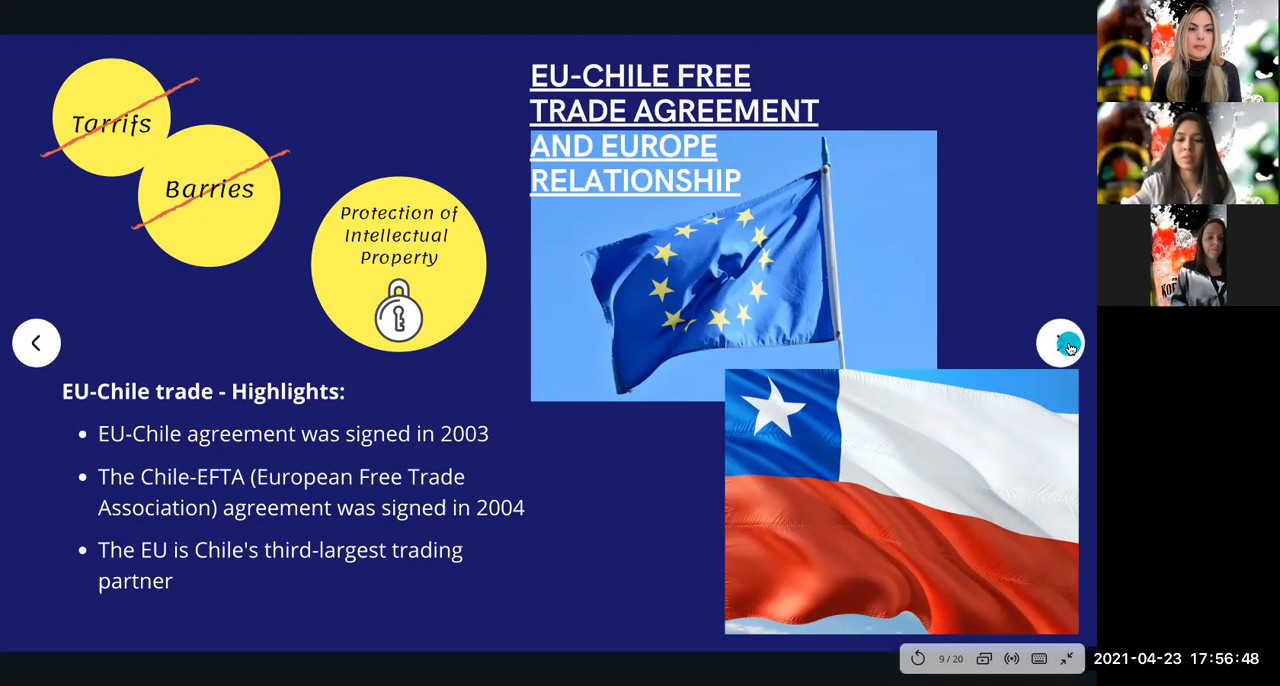 Tarrifs
Barries
Protection of
Intellectual
Property
EU-CHILE FREE
TRADE AGREEMENT
AND EUROPE
RELATIONSHIP
EU-Chile trade - Highlights:
• EU-Chile agreement was signed in 2003
• The Chile-EFTA (European Free Trade
Association) agreement was signed in 2004
• The EU is Chile's third-largest trading
partner
9 / 20
2021-04-23 17:56:48